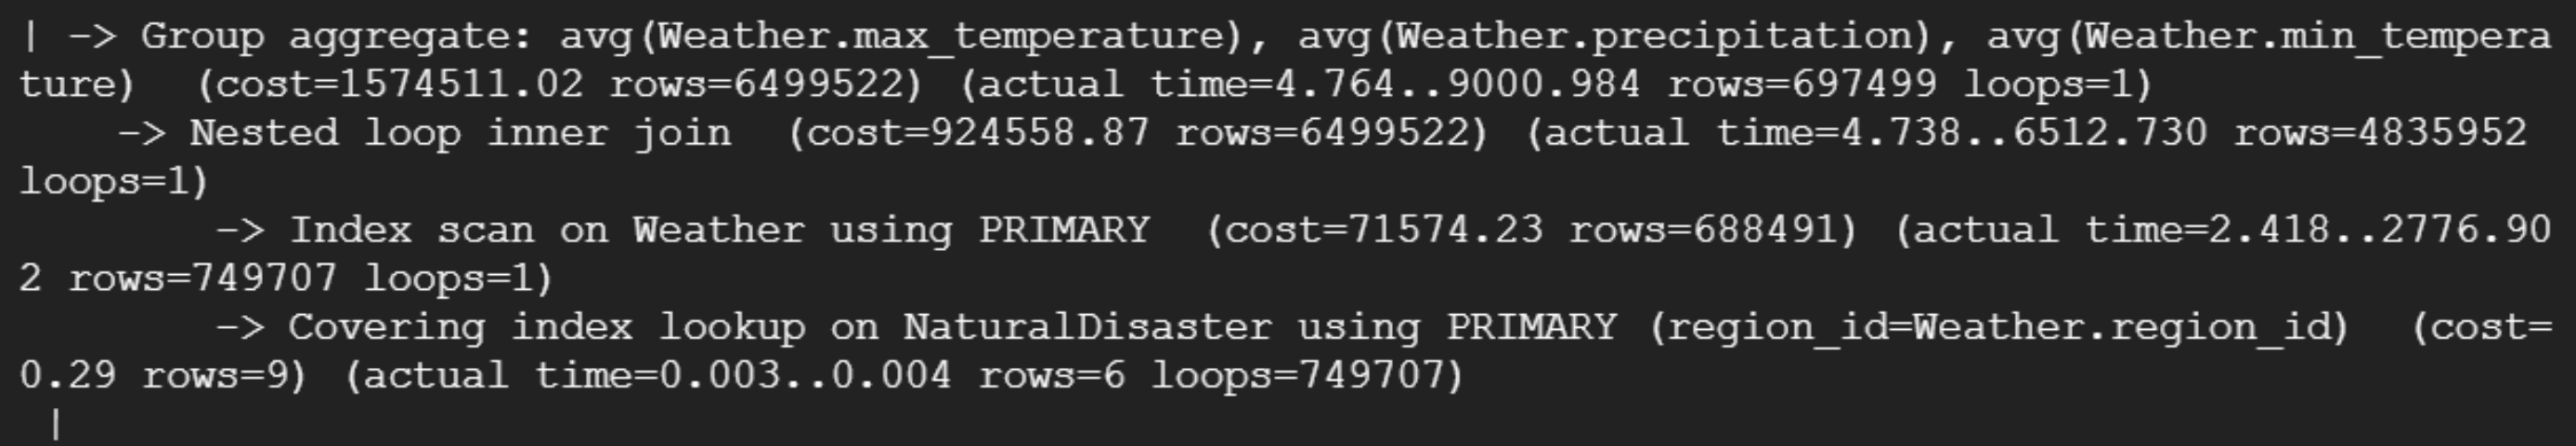 | -> Group aggregate: avg(Weather.max_temperature), avg(Weather.precipitation), avg(Weather.min_tempera
ture)  (cost=1574511.02 rows=6499522) (actual time=4.764..9000.984 rows=697499 loops=1)
    -> Nested loop inner join  (cost=924558.87 rows=6499522) (actual time=4.738..6512.730 rows=4835952
loops=1)
        -> Index scan on Weather using PRIMARY  (cost=71574.23 rows=688491) (actual time=2.418..2776.90
2 rows=749707 loops=1)
        -> Covering index lookup on NaturalDisaster using PRIMARY (region_id=Weather.region_id)  (cost=
0.29 rows=9) (actual time=0.003..0.004 rows=6 loops=749707)
 |